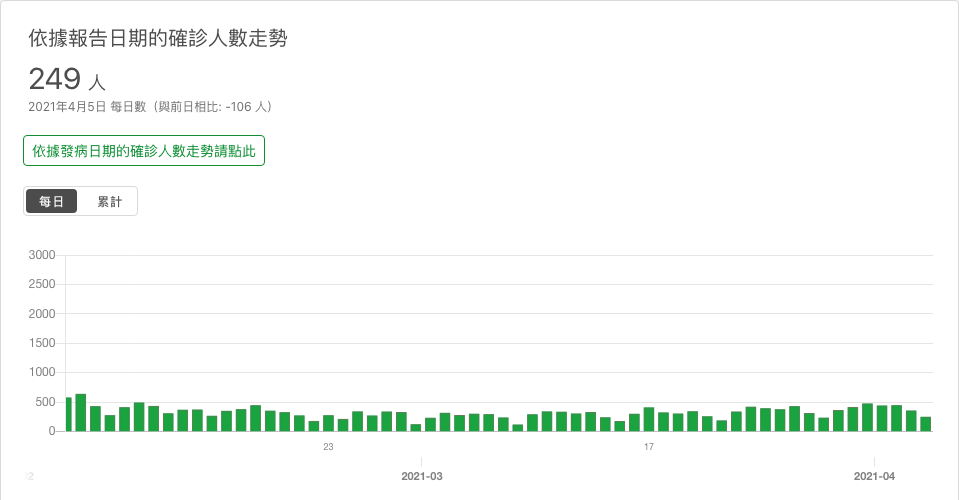 依據報告日期的確診人數走勢
249 人
2021年4月5日 每日數（與前日相比: -106 人）
依據發病日期的確診人數走勢請點此
每日 累計
3000
2500
2000
1500
1000
500
0
23 17
2021-03 2021-04